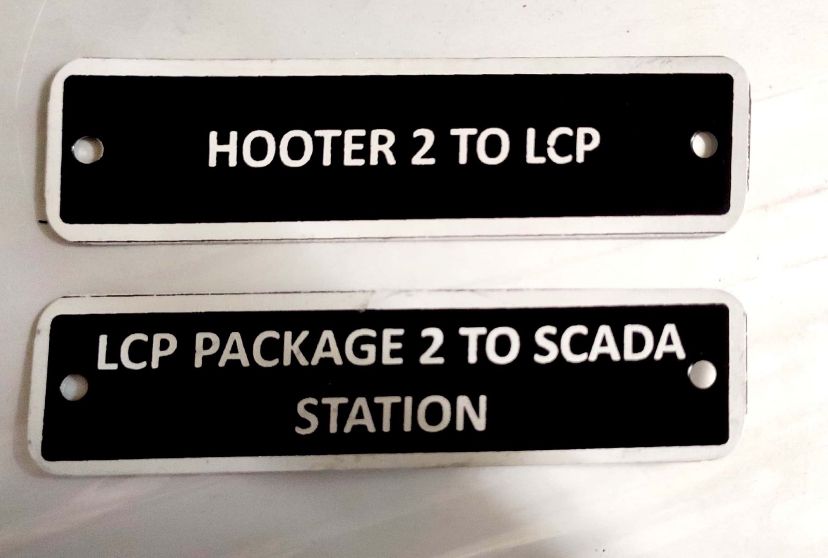 HOOTER 2 TO LCP
LCP PACKAGE 2 TO SCADA
STATION